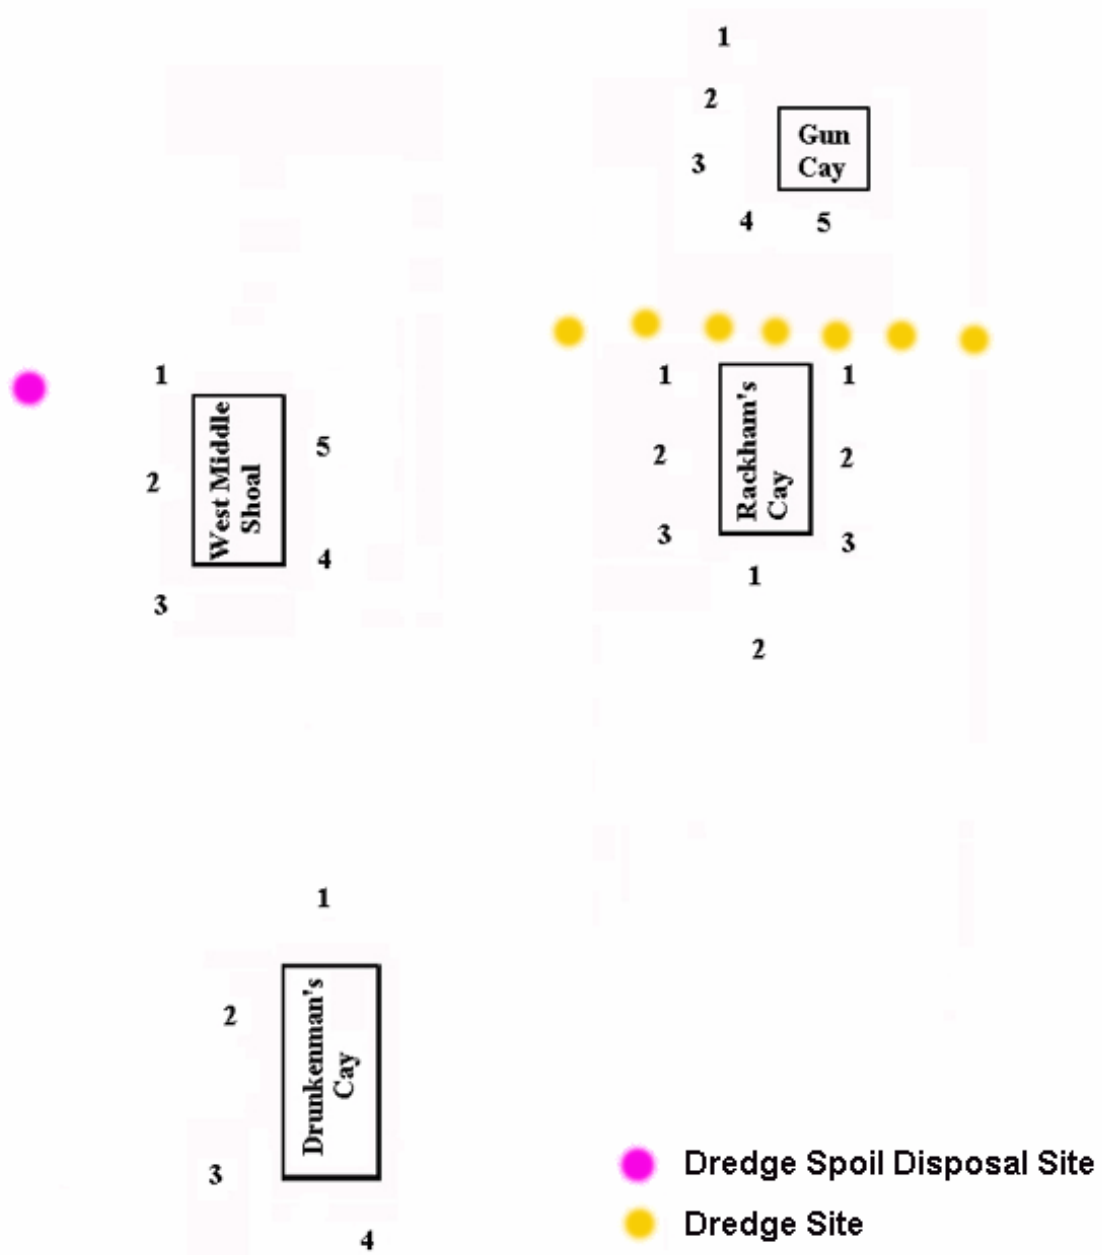 1
2
Gun
Cay
3
4 5
1
1 1
West Middle
Shoal
Rackham's
Cay
5
2 2
2
3 3
4
1
3
2
1
2
Drunkenman's
Cay
3
4
Dredge Spoil Disposal Site
Dredge Site